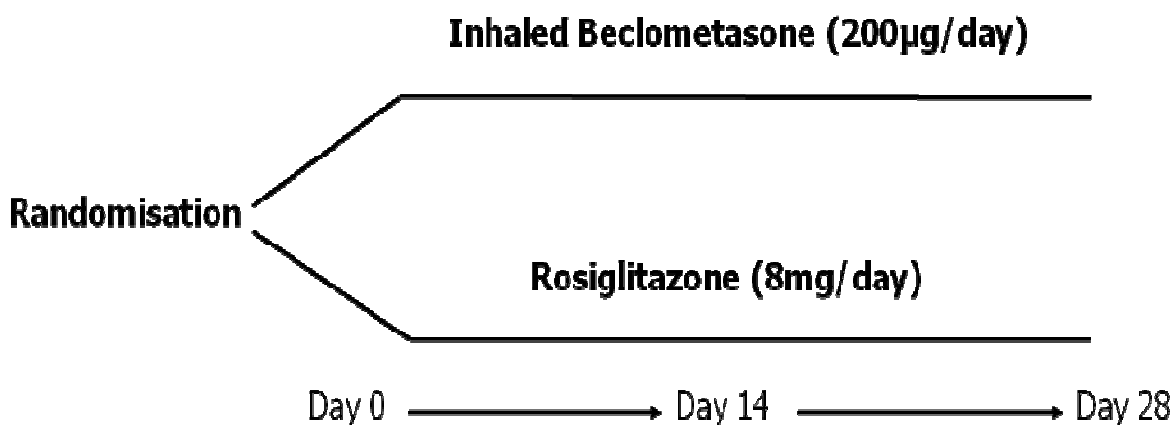 Inhaled Beclometasone (200µg/day)
Randomisation
Rosiglitazone (8mg/day)
Day 0 Day 14 Day 28